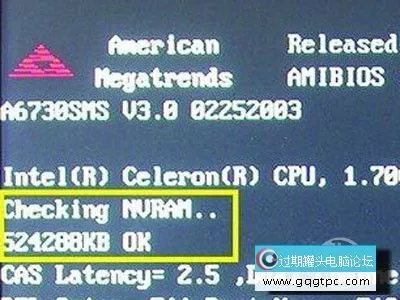 American Released
Megatrends AMIBIOS
A6730SMS V3.0 02252003
Intel(R) Celeron(R) CPU, 1.70
Checking NVRAM..
524288KB OK
CAS Latency= 2.5 ,
过期罐头电脑论坛
www.gqgtpc.com